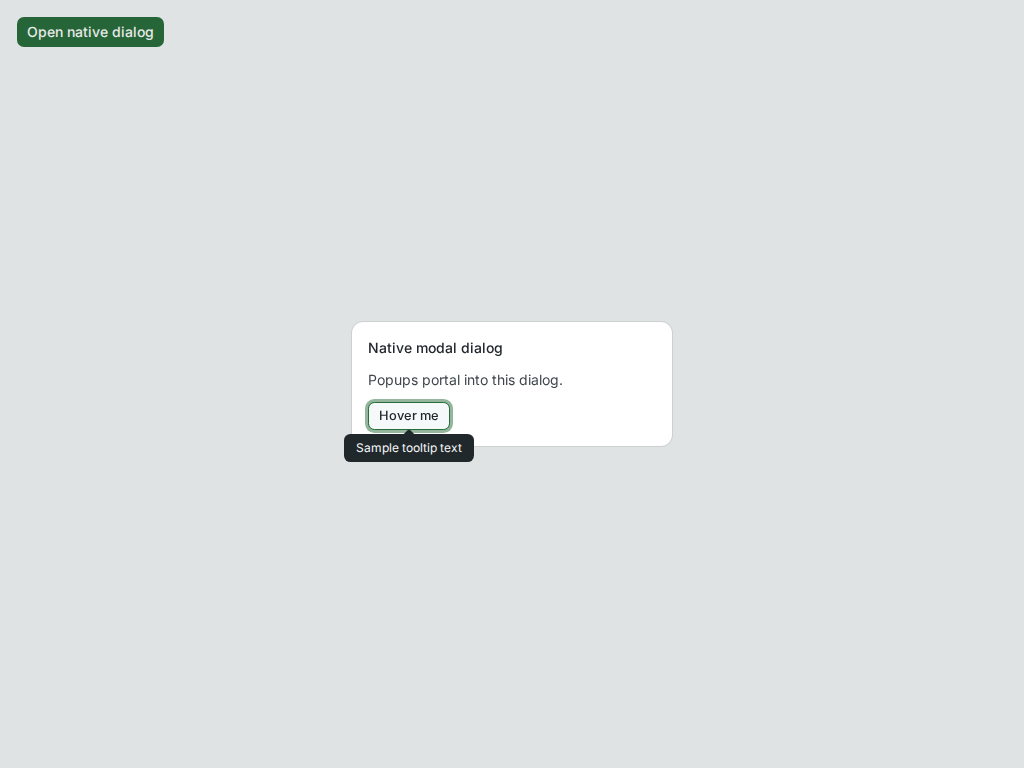 Open native dialog
Native modal dialog
Popups portal into this dialog.
Hover me
Sample tooltip text